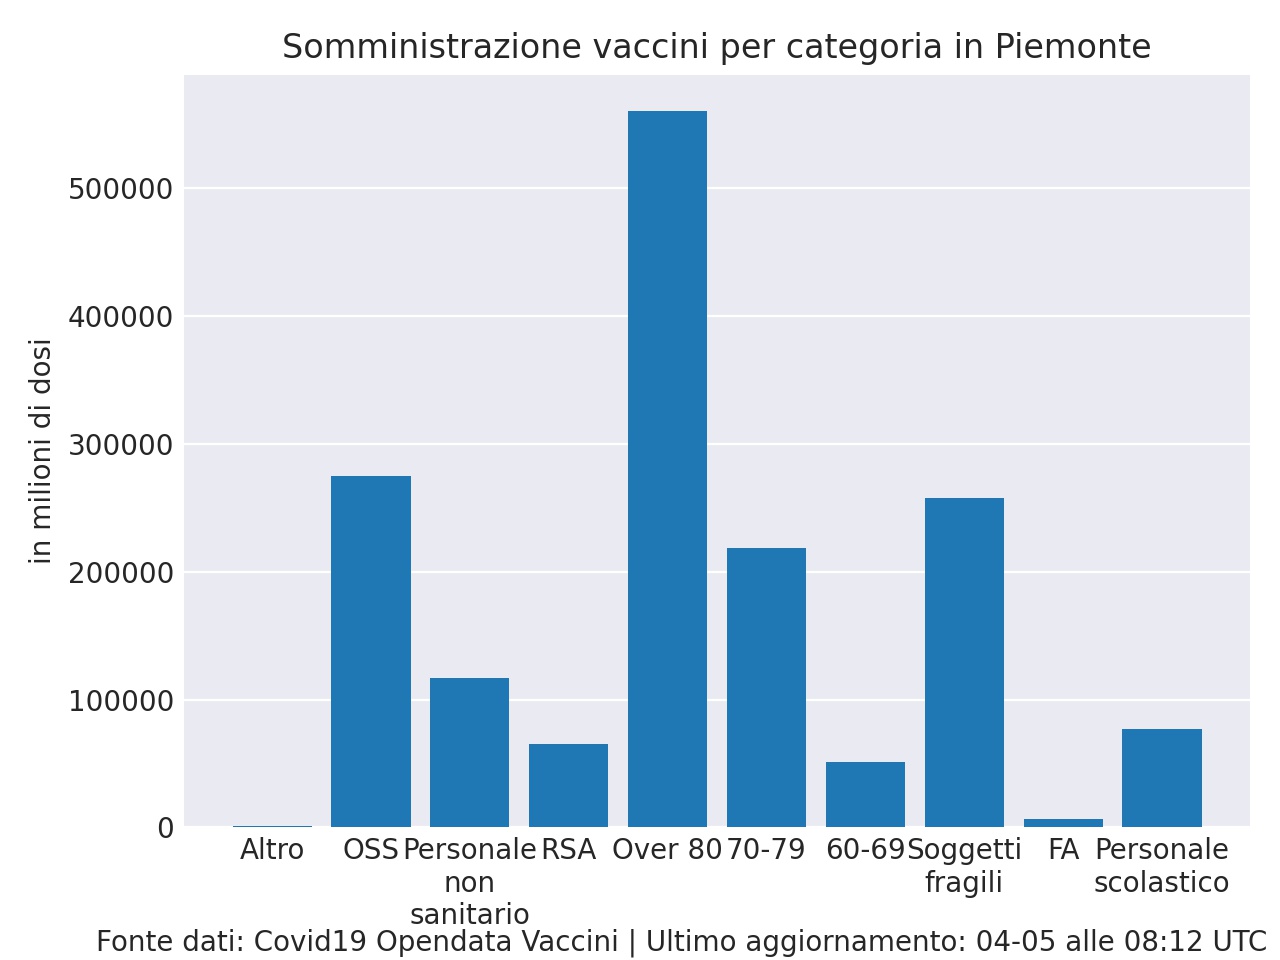 Somministrazione vaccini per categoria in Piemonte
in milioni di dosi
500000
400000
300000
200000
100000
0
Altro
OSS
Personale
non
sanitario
RSA
Over 80
70-79
60-69
Soggetti
fragili
FA
Personale
scolastico
Fonte dati: Covid19 Opendata Vaccini | Ultimo aggiornamento: 04-05 alle 08:12 UTC